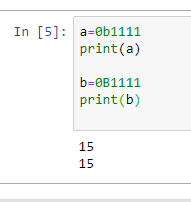 In [5]: a=0b1111
print(a)
b=0B1111
print(b)
15
15